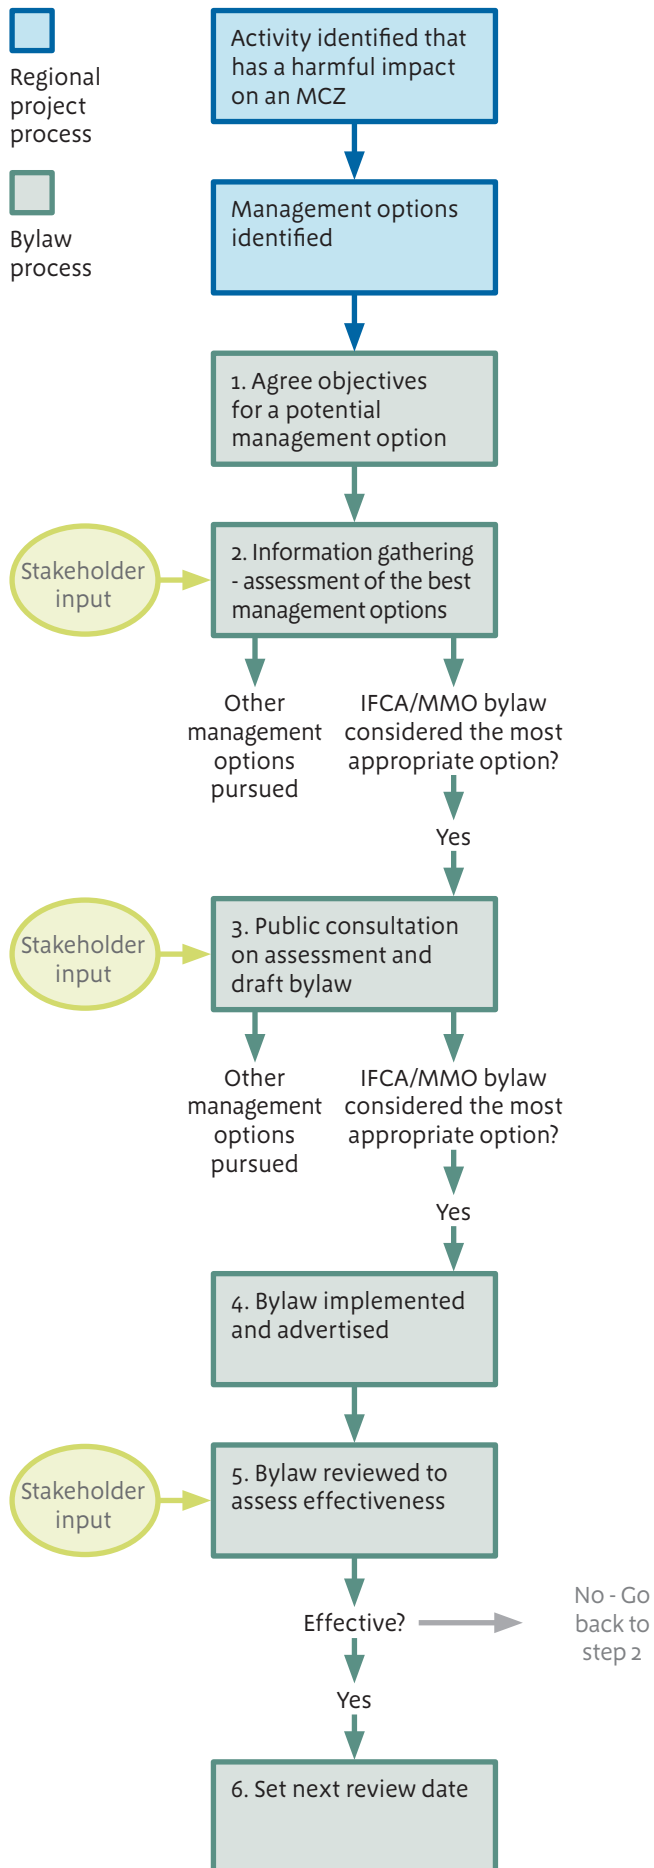 Regional
project
process
Bylaw
process
Activity identified that
has a harmful impact
on an MCZ
Management options
identified
1. Agree objectives
for a potential
management option
Stakeholder
input
2. Information gathering
- assessment of the best
management options
Other
management
options
pursued
IFCA/MMO bylaw
considered the most
appropriate option?
Yes
Stakeholder
input
3. Public consultation
on assessment and
draft bylaw
Other
management
options
pursued
IFCA/MMO bylaw
considered the most
appropriate option?
Yes
4. Bylaw implemented
and advertised
Stakeholder
input
5. Bylaw reviewed to
assess effectiveness
Effective?
No - Go
back to
step 2
Yes
6. Set next review date